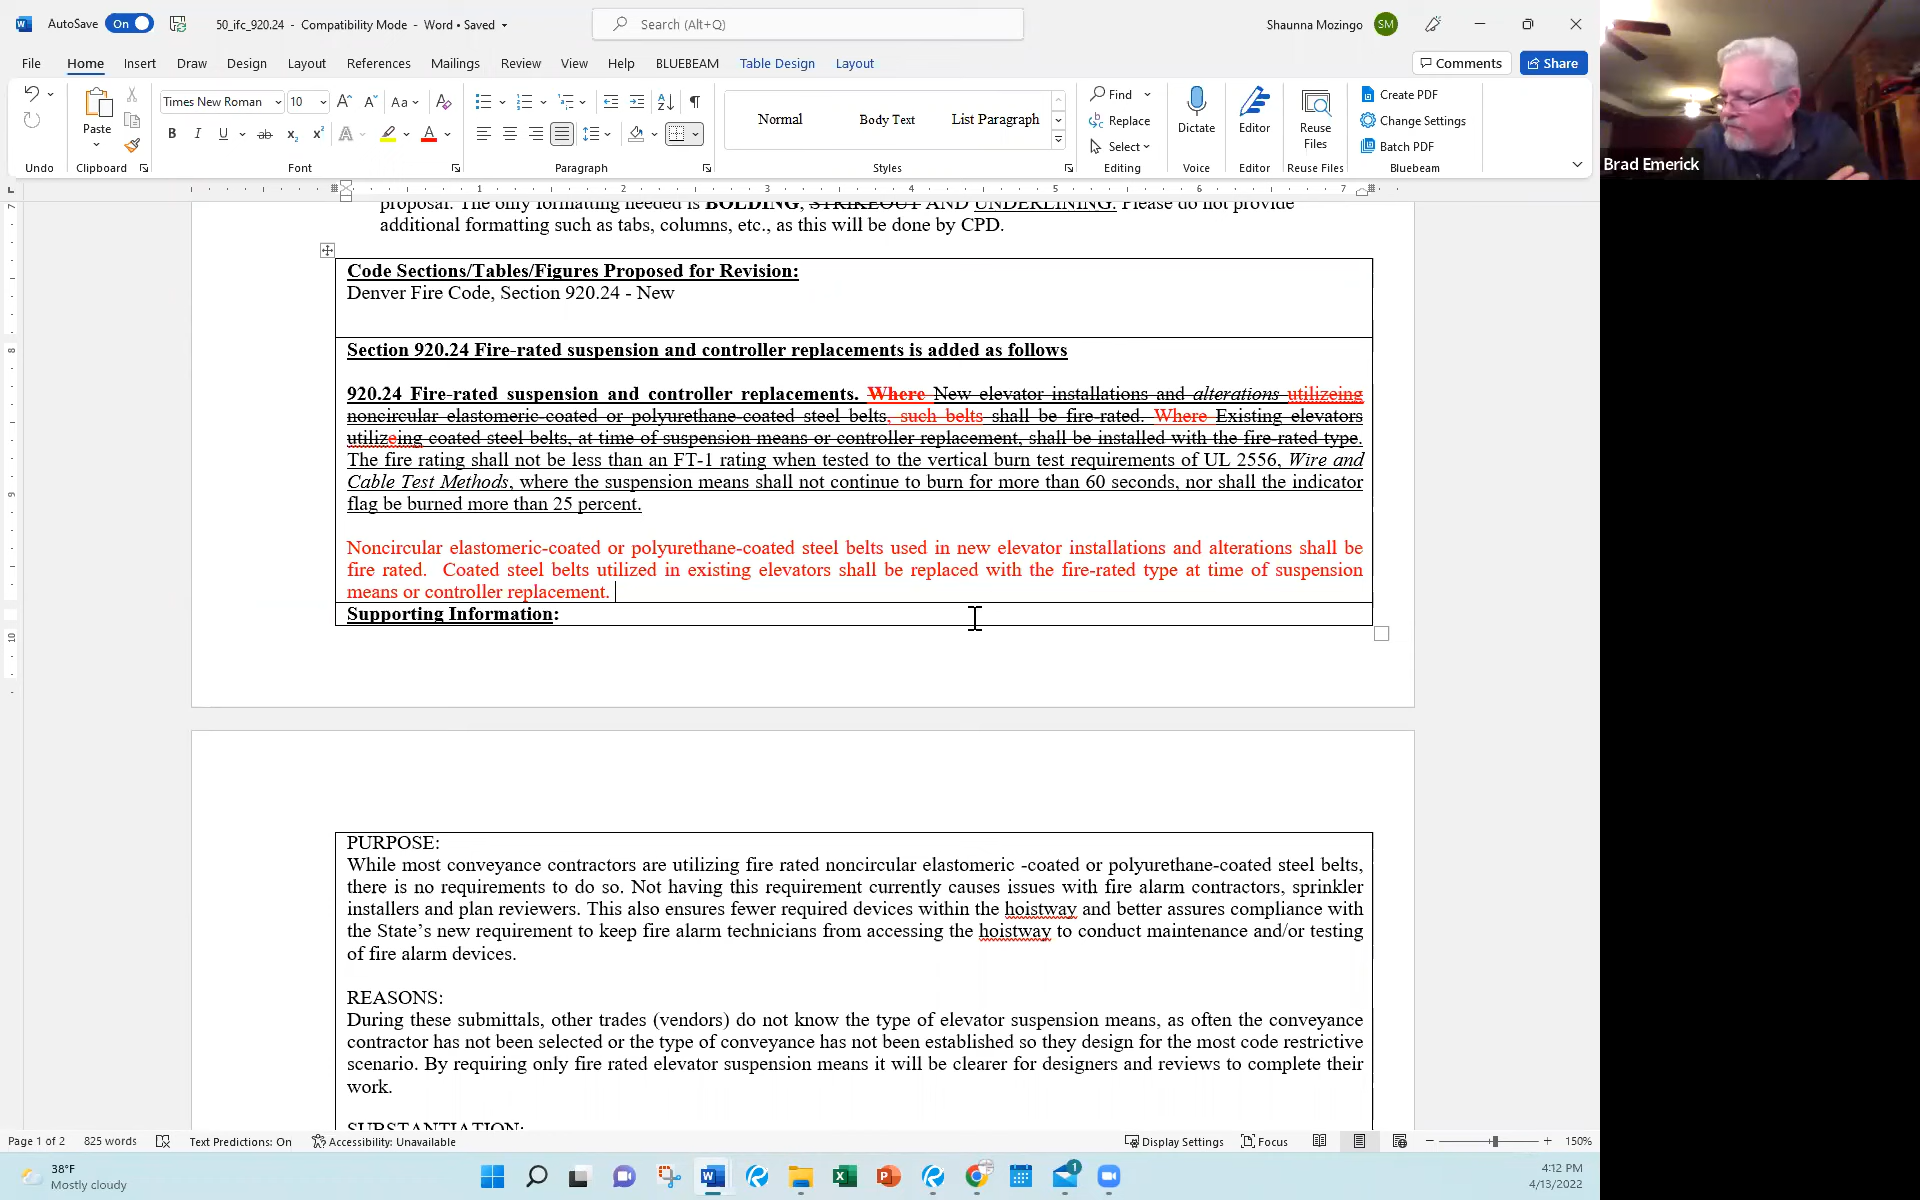 AutoSave On 50_ifc_920.24 - Compatibility Mode - Word • Saved Search (Alt+Q) Shaunna Mozingo SM
File Home Insert Draw Design Layout References Mailings Review View Help BLUEBEAM Table Design Layout Comments Share
Times New Roman 10 Aa
Paste
B I U ab x₂ x² A A
Normal Body Text List Paragraph
Find
Replace
Select
Dictate
Editor
Reuse
Files
Create PDF
Change Settings
Batch PDF
Undo Clipboard Font Paragraph Styles Editing Voice Editor Reuse Files Bluebeam
Brad Emerick
1 2 3 4 5 6 7
7
8
9
10
proposal. The only formatting needed is BOLDING, STRIKEOUT AND UNDERLINING. Please do not provide
additional formatting such as tabs, columns, etc., as this will be done by CPD.
Code Sections/Tables/Figures Proposed for Revision:
Denver Fire Code, Section 920.24 - New
Section 920.24 Fire-rated suspension and controller replacements is added as follows
920.24 Fire-rated suspension and controller replacements. Where New elevator installations and alterations utilizeing
noncircular elastomeric-coated or polyurethane-coated steel belts, such belts shall be fire-rated. Where Existing elevators
utilizeing coated steel belts, at time of suspension means or controller replacement, shall be installed with the fire-rated type.
The fire rating shall not be less than an FT-1 rating when tested to the vertical burn test requirements of UL 2556, Wire and
Cable Test Methods, where the suspension means shall not continue to burn for more than 60 seconds, nor shall the indicator
flag be burned more than 25 percent.
Noncircular elastomeric-coated or polyurethane-coated steel belts used in new elevator installations and alterations shall be
fire rated. Coated steel belts utilized in existing elevators shall be replaced with the fire-rated type at time of suspension
means or controller replacement.
Supporting Information:
PURPOSE:
While most conveyance contractors are utilizing fire rated noncircular elastomeric -coated or polyurethane-coated steel belts,
there is no requirements to do so. Not having this requirement currently causes issues with fire alarm contractors, sprinkler
installers and plan reviewers. This also ensures fewer required devices within the hoistway and better assures compliance with
the State’s new requirement to keep fire alarm technicians from accessing the hoistway to conduct maintenance and/or testing
of fire alarm devices.
REASONS:
During these submittals, other trades (vendors) do not know the type of elevator suspension means, as often the conveyance
contractor has not been selected or the type of conveyance has not been established so they design for the most code restrictive
scenario. By requiring only fire rated elevator suspension means it will be clearer for designers and reviews to complete their
work.
SUBSTANTIATION:
Page 1 of 2 825 words Text Predictions: On Accessibility: Unavailable Display Settings Focus 150%
38°F
Mostly cloudy
1
4:12 PM
4/13/2022